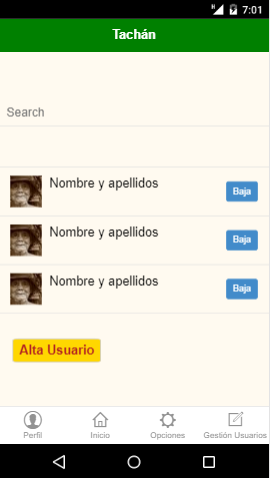 7:01
Tachán
Search
Nombre y apellidos
Baja
Nombre y apellidos
Baja
Nombre y apellidos
Baja
Alta Usuario
Perfil
Inicio
Opciones
Gestión Usuarios